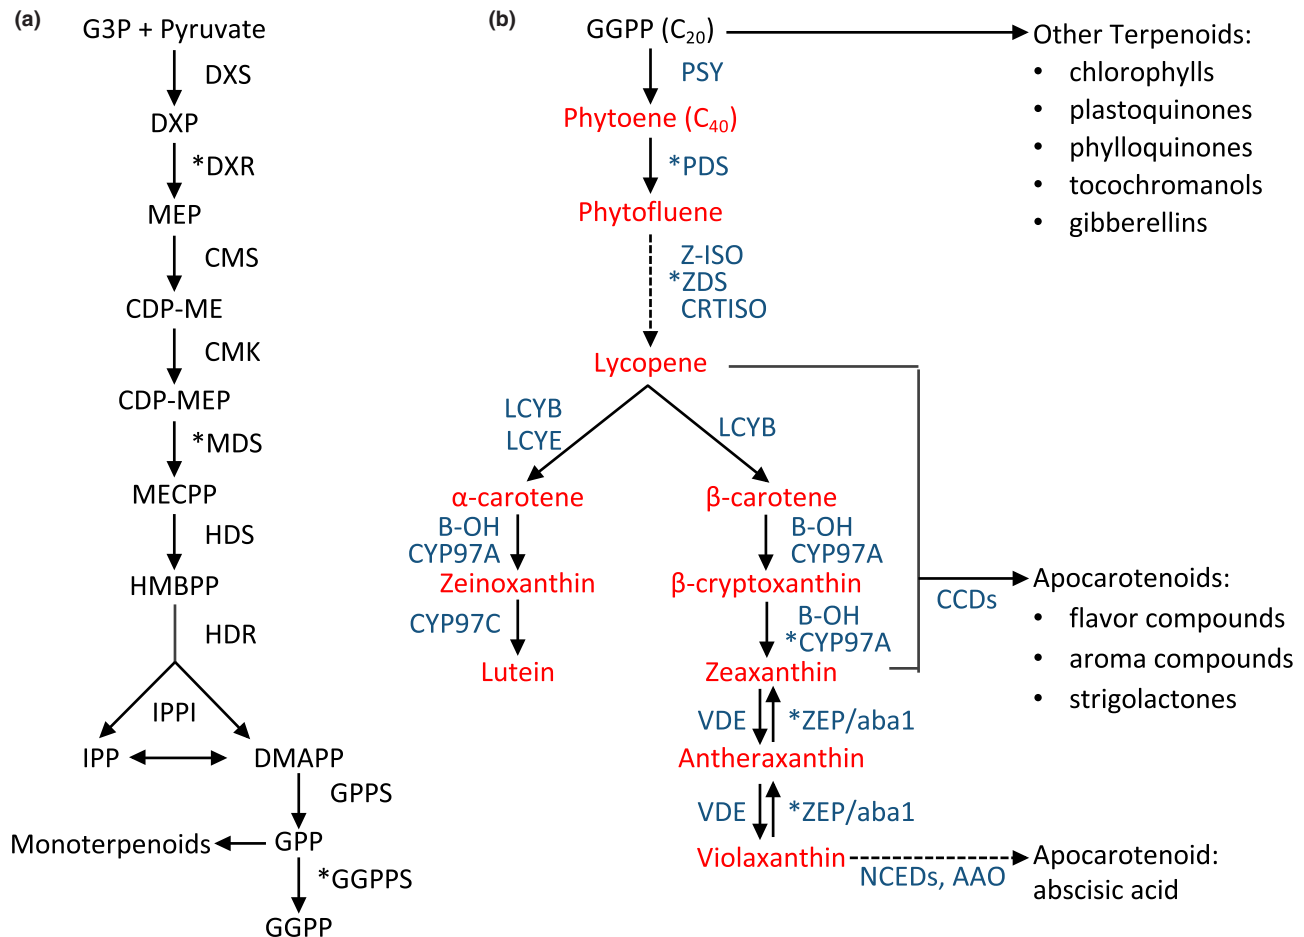 (a)
G3P + Pyruvate
DXS
DXP
*DXR
MEP
CMS
CDP-ME
CMK
CDP-MEP
*MDS
MECPP
HDS
HMBPP
HDR
IPPI
IPP
DMAPP
GPPS
Monoterpenoids
GPP
*GGPPS
GGPP
(b)
GGPP (C20)
PSY
Phytoene (C40)
*PDS
Phytofluene
Z-ISO
*ZDS
CRTISO
Lycopene
LCYB
LCYE
LCYB
α-carotene
β-carotene
B-OH
CYP97A
B-OH
CYP97A
Zeinoxanthin
β-cryptoxanthin
CYP97C
B-OH
*CYP97A
Lutein
Zeaxanthin
VDE
*ZEP/aba1
Antheraxanthin
VDE
*ZEP/aba1
Violaxanthin
NCEDs, AAO
Other Terpenoids:
• chlorophylls
• plastoquinones
• phylloquinones
• tocochromanols
• gibberellins
CCDs
Apocarotenoids:
• flavor compounds
• aroma compounds
• strigolactones
Apocarotenoid:
abscisic acid